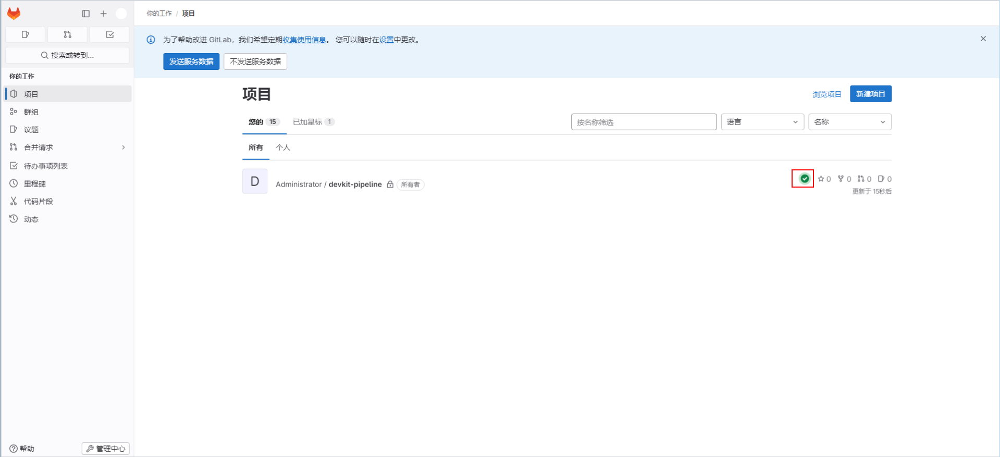 你的工作 / 项目
为了帮助改进 GitLab，我们希望定期收集使用信息。 您可以随时在设置中更改。
发送服务数据 不发送服务数据
搜索或转到...
你的工作
项目
群组
议题
合并请求
待办事项列表
里程碑
代码片段
动态
帮助 管理中心
项目
浏览项目 新建项目
您的 15 已加星标 1
按名称筛选 语言 名称
所有 个人
D Administrator / devkit-pipeline 所有者
0 0 0 0
更新于 15秒后